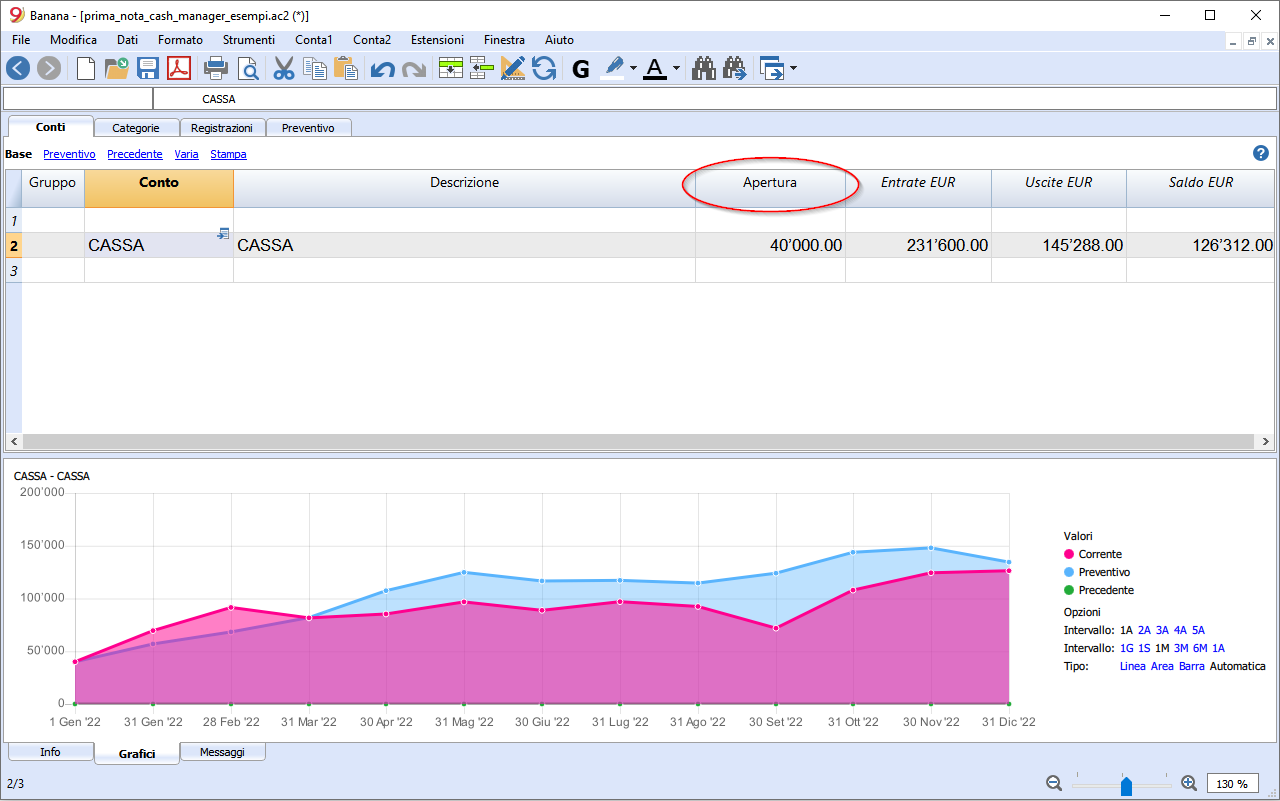 Banana - [prima_nota_cash_manager_esempi.ac2 (*)]
File Modifica Dati Formato Strumenti Conta1 Conta2 Estensioni Finestra Aiuto
G A
CASSA
Conti Categorie Registrazioni Preventivo
Base Preventivo Precedente Varia Stampa ?
Gruppo Conto Descrizione Apertura Entrate EUR Uscite EUR Saldo EUR
1
2 CASSA CASSA 40’000.00 231’600.00 145’288.00 126’312.00
3
CASSA - CASSA
200'000
150'000
100'000
50'000
0
1 Gen '22 31 Gen '22 28 Feb '22 31 Mar '22 30 Apr '22 31 Mag '22 30 Giu '22 31 Lug '22 31 Ago '22 30 Set '22 31 Ott '22 30 Nov '22 31 Dic '22
Valori
Corrente
Preventivo
Precedente
Opzioni
Intervallo: 1A 2A 3A 4A 5A
Intervallo: 1G 1S 1M 3M 6M 1A
Tipo: Linea Area Barra Automatica
Info Grafici Messaggi
2/3 130 %